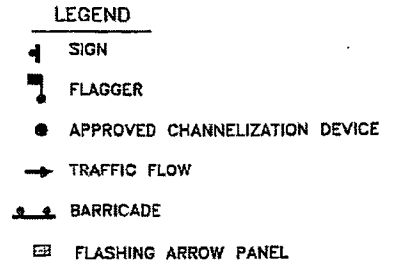 LEGEND
SIGN
FLAGGER
APPROVED CHANNELIZATION DEVICE
TRAFFIC FLOW
BARRICADE
FLASHING ARROW PANEL